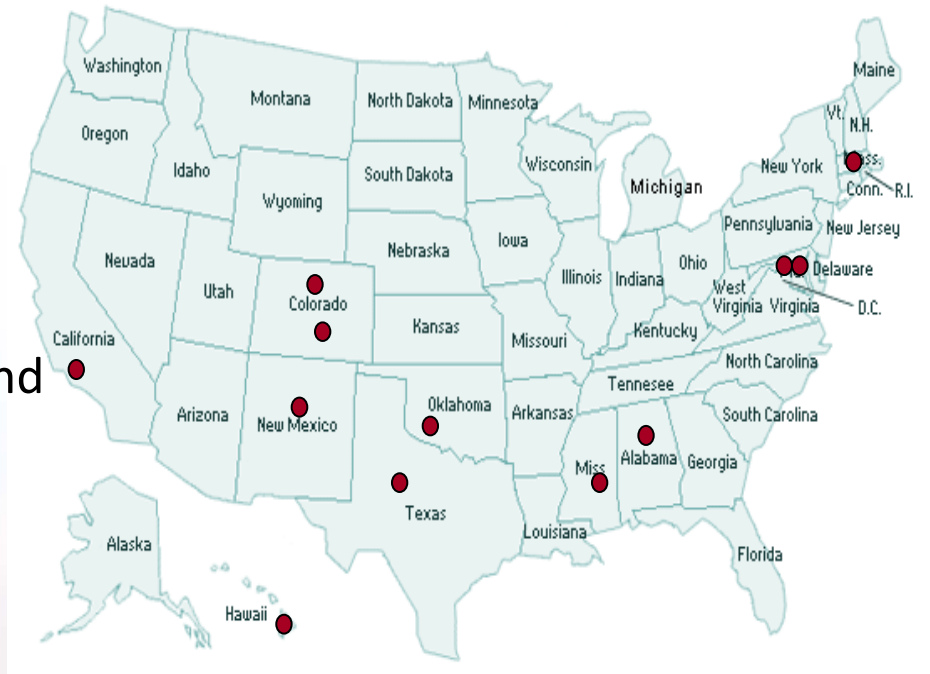 Washington
Montana
North Dakota
Minnesota
Maine
Oregon
Idaho
Wyoming
South Dakota
Wisconsin
Michigan
New York
Vt.
N.H.
ss.
Conn.
R.I.
Nevada
Utah
Colorado
Nebraska
Iowa
Illinois
Indiana
Ohio
Pennsylvania
New Jersey
Delaware
D.C.
West
Virginia
Virginia
California
nd
Kansas
Missouri
Kentucky
North Carolina
Tennessee
South Carolina
Arizona
New Mexico
Oklahoma
Arkansas
Miss
Alabama
Georgia
Texas
Louisiana
Florida
Alaska
Hawaii